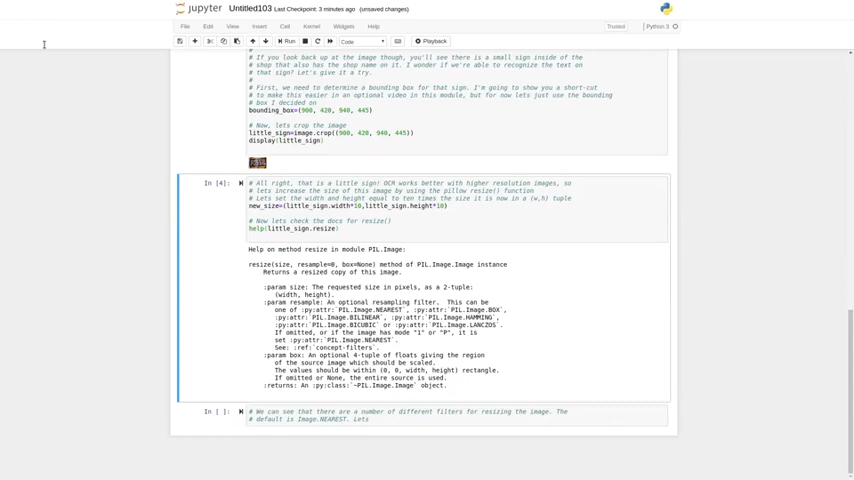 jupyter Untitled103 Last Checkpoint: 3 minutes ago (unsaved changes)
File Edit View Insert Cell Kernel Widgets Help Trusted Python 3
Run Code Playback
#
# If you look back up at the image though, you'll see there is a small sign inside of the
# shop that also has the shop name on it. I wonder if we're able to recognize the text on
# that sign? Let's give it a try.
#
# First, we need to determine a bounding box for that sign. I'm going to show you a short-cut
# to make this easier in an optional video in this module, but for now lets just use the bounding
# box I decided on
bounding_box=(900, 420, 940, 445)
# Now, lets crop the image
little_sign=image.crop((900, 420, 940, 445))
display(little_sign)
In [4]:
# All right, that is a little sign! OCR works better with higher resolution images, so
# lets increase the size of this image by using the pillow resize() function
# Lets set the width and height equal to ten times the size it is now in a (w,h) tuple
new_size=(little_sign.width*10,little_sign.height*10)
# Now lets check the docs for resize()
help(little_sign.resize)
Help on method resize in module PIL.Image:
resize(size, resample=0, box=None) method of PIL.Image.Image instance
Returns a resized copy of this image.
:param size: The requested size in pixels, as a 2-tuple:
(width, height).
:param resample: An optional resampling filter. This can be
one of :py:attr:`PIL.Image.NEAREST`, :py:attr:`PIL.Image.BOX`,
:py:attr:`PIL.Image.BILINEAR`, :py:attr:`PIL.Image.HAMMING`,
:py:attr:`PIL.Image.BICUBIC` or :py:attr:`PIL.Image.LANCZOS`.
If omitted, or if the image has mode "1" or "P", it is
set :py:attr:`PIL.Image.NEAREST`.
See: :ref:`concept-filters`.
:param box: An optional 4-tuple of floats giving the region
of the source image which should be scaled.
The values should be within (0, 0, width, height) rectangle.
If omitted or None, the entire source is used.
:returns: An :py:class:`~PIL.Image.Image` object.
In [ ]:
# We can see that there are a number of different filters for resizing the image. The
# default is Image.NEAREST. Lets